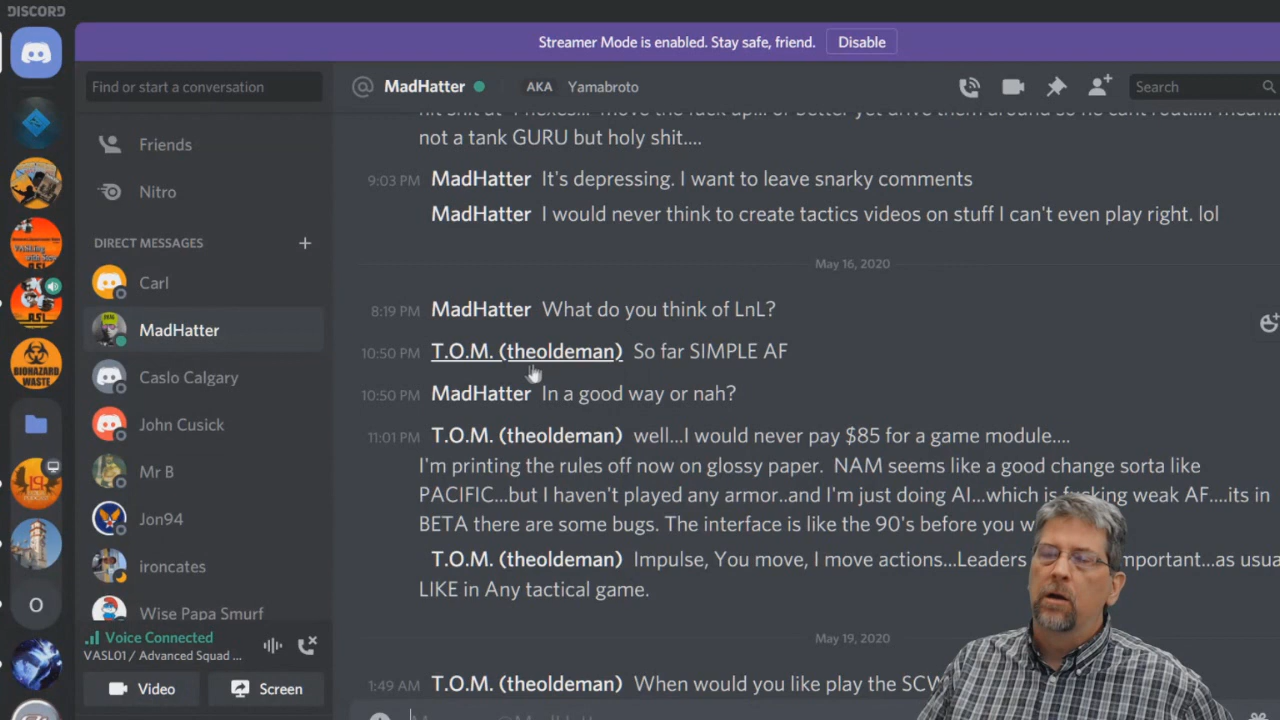 DISCORD
Streamer Mode is enabled. Stay safe, friend. Disable
Find or start a conversation
MadHatter AKA Yamabroto
Search
Friends
Nitro
DIRECT MESSAGES
Carl
MadHatter
Caslo Calgary
John Cusick
Mr B
Jon94
ironcates
Wise Papa Smurf
Voice Connected
VASL01 / Advanced Squad ...
Video Screen
not a tank GURU but holy shit....
9:03 PM MadHatter It's depressing. I want to leave snarky comments
MadHatter I would never think to create tactics videos on stuff I can't even play right. lol
May 16, 2020
8:19 PM MadHatter What do you think of LnL?
10:50 PM T.O.M. (theoldeman) So far SIMPLE AF
10:50 PM MadHatter In a good way or nah?
11:01 PM T.O.M. (theoldeman) well...I would never pay $85 for a game module....
I'm printing the rules off now on glossy paper. NAM seems like a good change sorta like
PACIFIC...but I haven't played any armor..and I'm just doing AI...which is fucking weak AF....its in
BETA there are some bugs. The interface is like the 90's before you
T.O.M. (theoldeman) Impulse, You move, I move actions...Leaders important...as usua
LIKE in Any tactical game.
May 19, 2020
1:49 AM T.O.M. (theoldeman) When would you like play the SCW